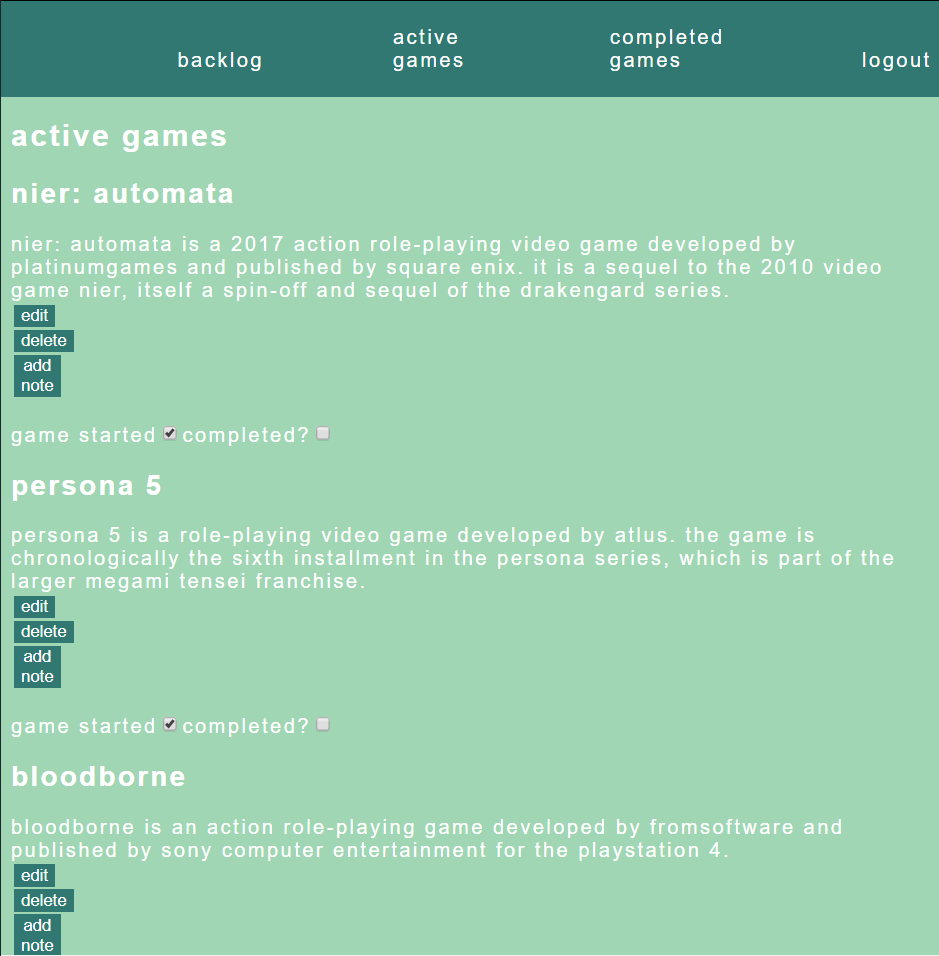 backlog
active
games
completed
games
logout
active games
nier: automata
nier: automata is a 2017 action role-playing video game developed by
platinumgames and published by square enix. it is a sequel to the 2010 video
game nier, itself a spin-off and sequel of the drakengard series.
edit
delete
add
note
game started completed?
persona 5
persona 5 is a role-playing video game developed by atlus. the game is
chronologically the sixth installment in the persona series, which is part of the
larger megami tensei franchise.
edit
delete
add
note
game started completed?
bloodborne
bloodborne is an action role-playing game developed by fromsoftware and
published by sony computer entertainment for the playstation 4.
edit
delete
add
note